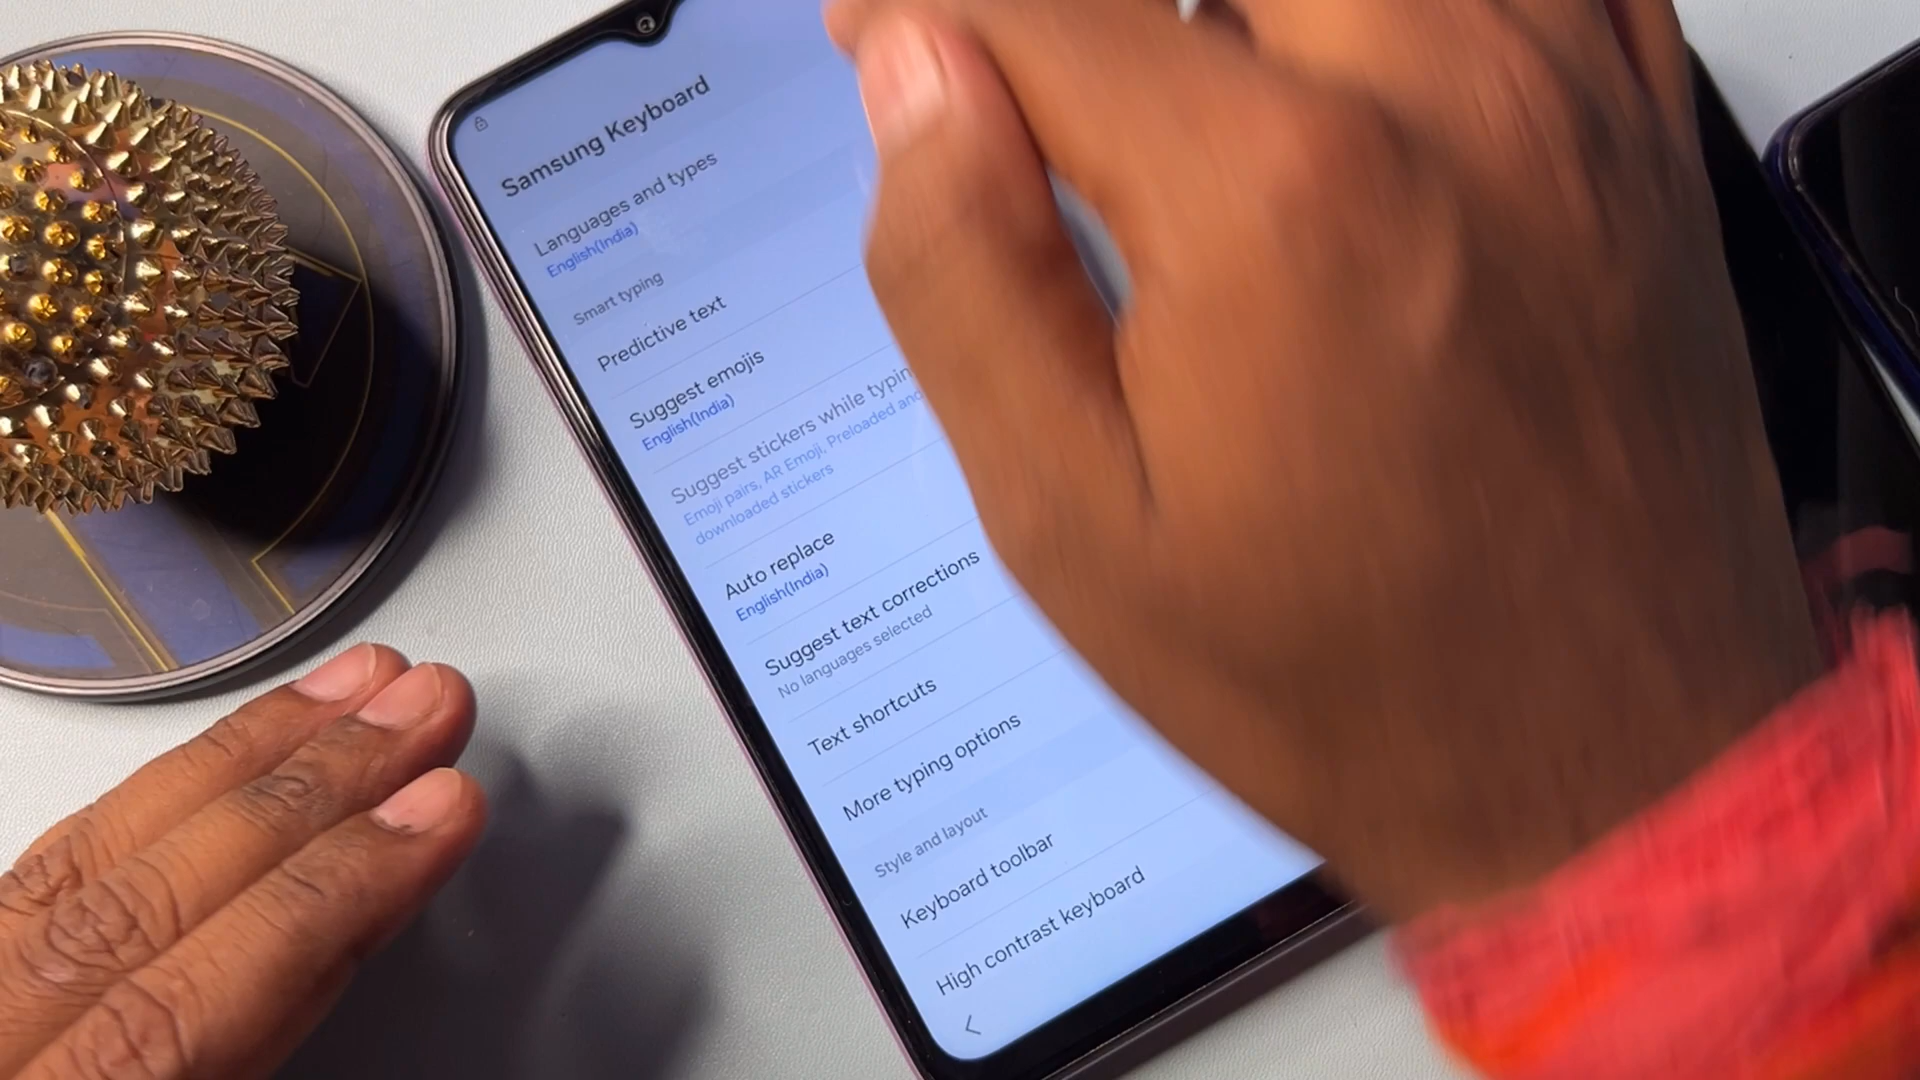 Samsung Keyboard
Languages and types
English(India)
Smart typing
Predictive text
Suggest emojis
English(India)
Suggest stickers while typing
Emoji pairs, AR Emoji, Preloaded and
downloaded stickers
Auto replace
English(India)
Suggest text corrections
No languages selected
Text shortcuts
More typing options
Style and layout
Keyboard toolbar
High contrast keyboard